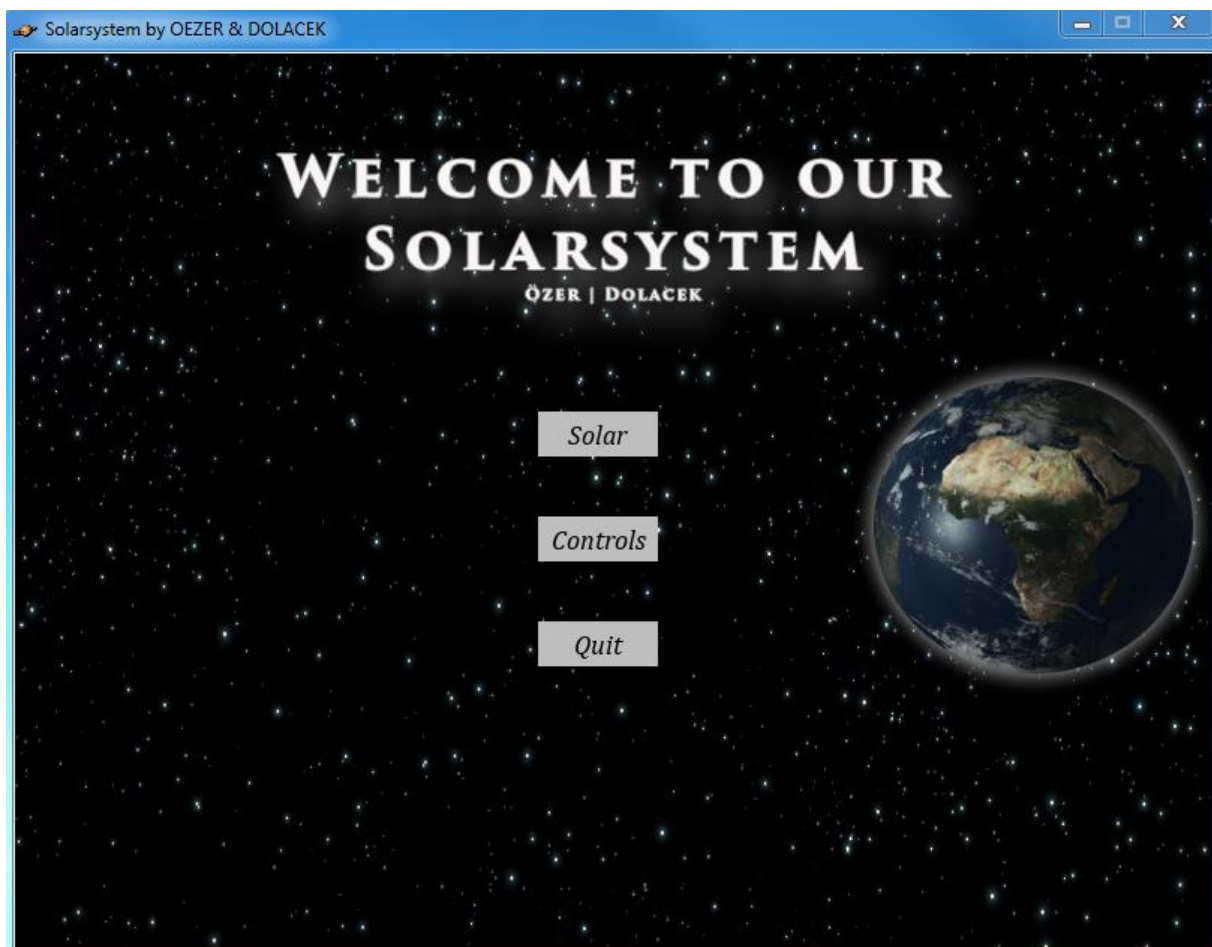 Solarsystem by OEZER & DOLACEK
WELCOME TO OUR
SOLARSYSTEM
ÖZER | DOLACEK
Solar
Controls
Quit